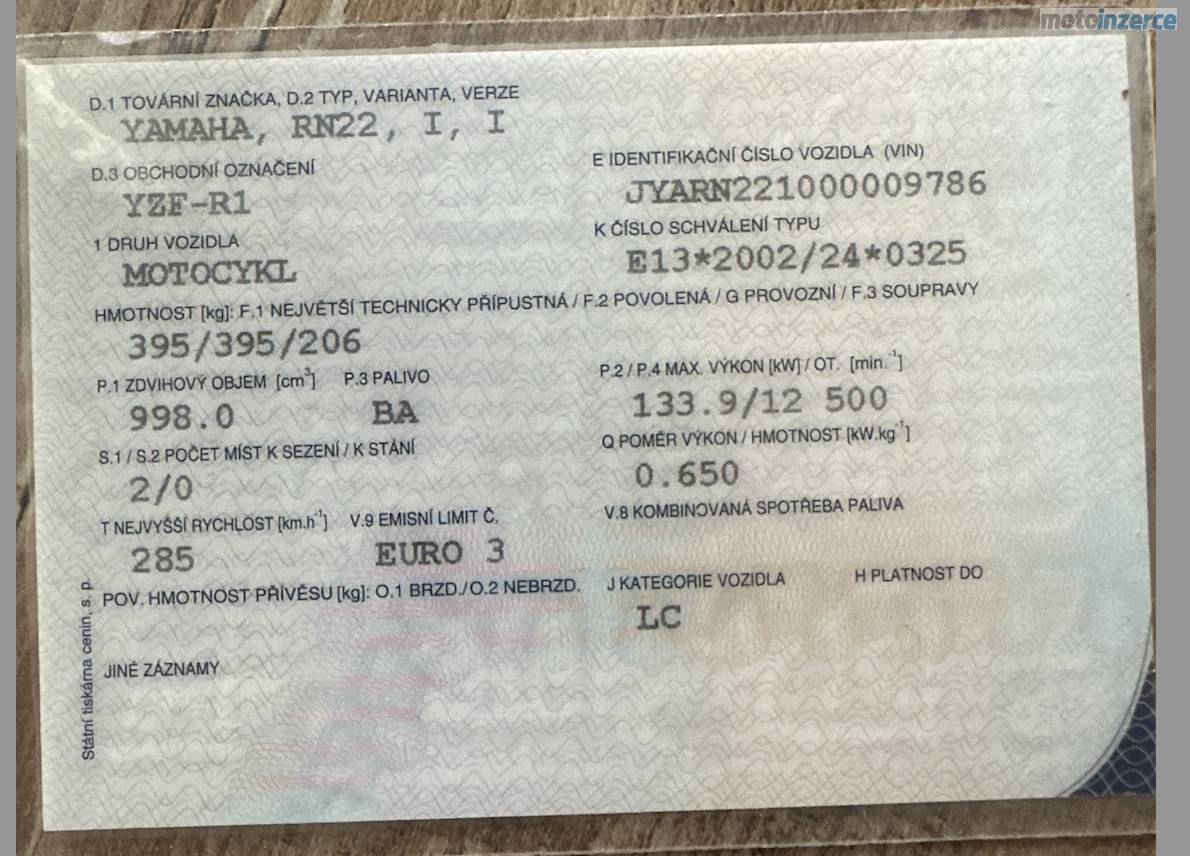 motoinzerce
D.1 TOVÁRNÍ ZNAČKA, D.2 TYP, VARIANTA, VERZE
YAMAHA, RN22, I, I
D.3 OBCHODNÍ OZNAČENÍ
YZF-R1
E IDENTIFIKAČNÍ ČÍSLO VOZIDLA (VIN)
JYARN221000009786
1 DRUH VOZIDLA
MOTOCYKL
K ČÍSLO SCHVÁLENÍ TYPU
E13*2002/24*0325
HMOTNOST [kg]: F.1 NEJVĚTŠÍ TECHNICKY PŘÍPUSTNÁ / F.2 POVOLENÁ / G PROVOZNÍ / F.3 SOUPRAVY
395/395/206
P.1 ZDVIHOVÝ OBJEM [cm³] P.3 PALIVO
998.0 BA
P.2 / P.4 MAX. VÝKON [kW] / OT. [min.⁻¹]
133.9/12 500
S.1 / S.2 POČET MÍST K SEZENÍ / K STÁNÍ
2/0
Q POMĚR VÝKON / HMOTNOST [kW.kg⁻¹]
0.650
T NEJVYŠŠÍ RYCHLOST [km.h⁻¹] V.9 EMISNÍ LIMIT Č.
285 EURO 3
V.8 KOMBINOVANÁ SPOTŘEBA PALIVA
POV. HMOTNOST PŘÍVĚSU [kg]: O.1 BRZD./O.2 NEBRZD.
J KATEGORIE VOZIDLA H PLATNOST DO
LC
JINÉ ZÁZNAMY
Státní tiskárna cenin, s. p.